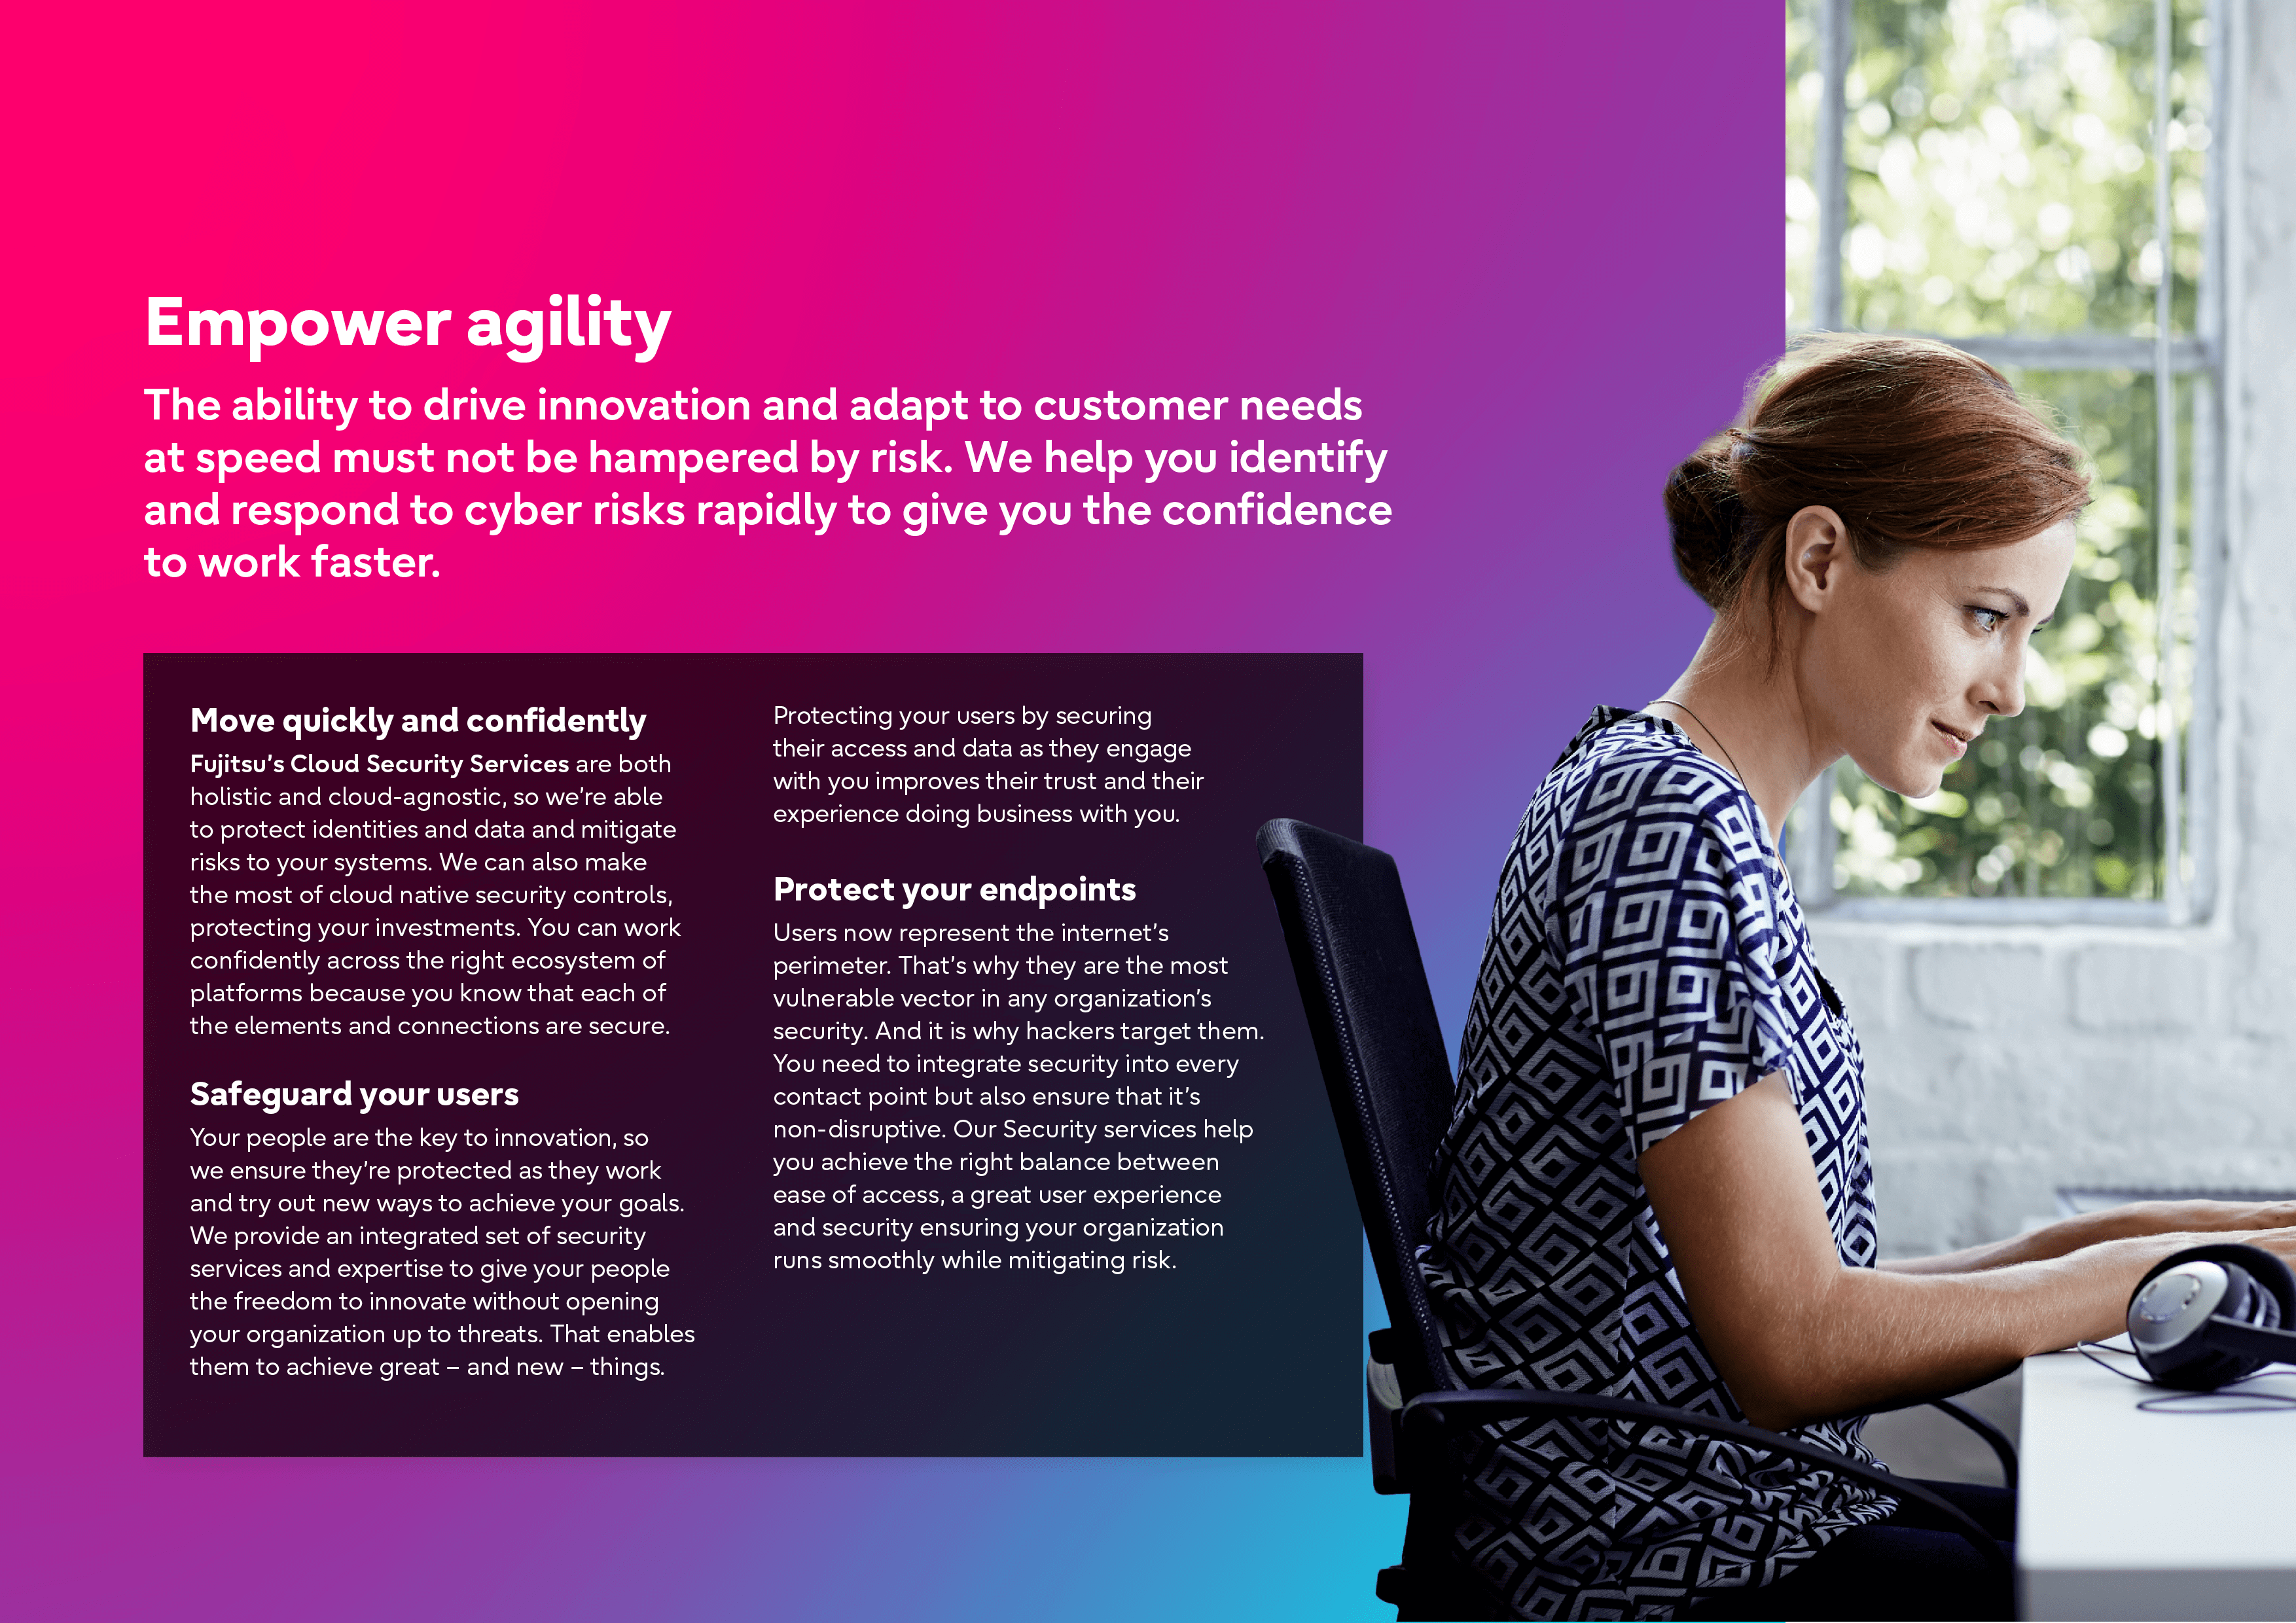 Empower agility
The ability to drive innovation and adapt to customer needs
at speed must not be hampered by risk. We help you identify
and respond to cyber risks rapidly to give you the confidence
to work faster.
Move quickly and confidently
Fujitsu’s Cloud Security Services are both
holistic and cloud-agnostic, so we’re able
to protect identities and data and mitigate
risks to your systems. We can also make
the most of cloud native security controls,
protecting your investments. You can work
confidently across the right ecosystem of
platforms because you know that each of
the elements and connections are secure.
Safeguard your users
Your people are the key to innovation, so
we ensure they’re protected as they work
and try out new ways to achieve your goals.
We provide an integrated set of security
services and expertise to give your people
the freedom to innovate without opening
your organization up to threats. That enables
them to achieve great – and new – things.
Protecting your users by securing
their access and data as they engage
with you improves their trust and their
experience doing business with you.
Protect your endpoints
Users now represent the internet’s
perimeter. That’s why they are the most
vulnerable vector in any organization’s
security. And it is why hackers target them.
You need to integrate security into every
contact point but also ensure that it’s
non-disruptive. Our Security services help
you achieve the right balance between
ease of access, a great user experience
and security ensuring your organization
runs smoothly while mitigating risk.